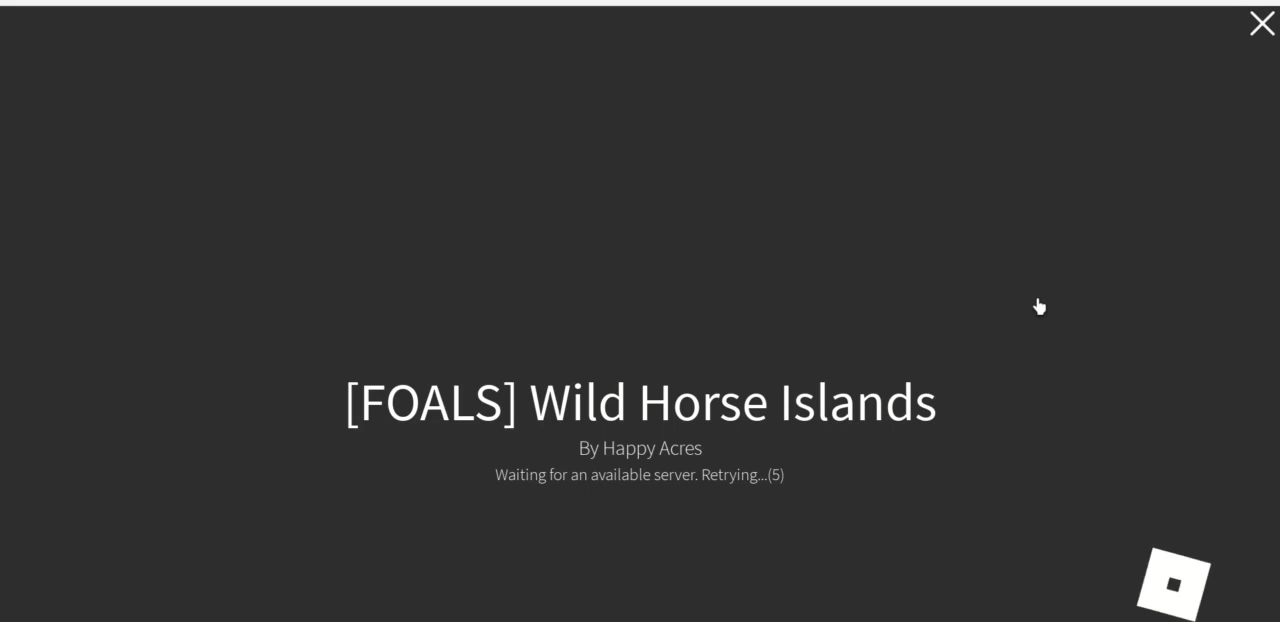 [FOALS] Wild Horse Islands
By Happy Acres
Waiting for an available server. Retrying...(5)